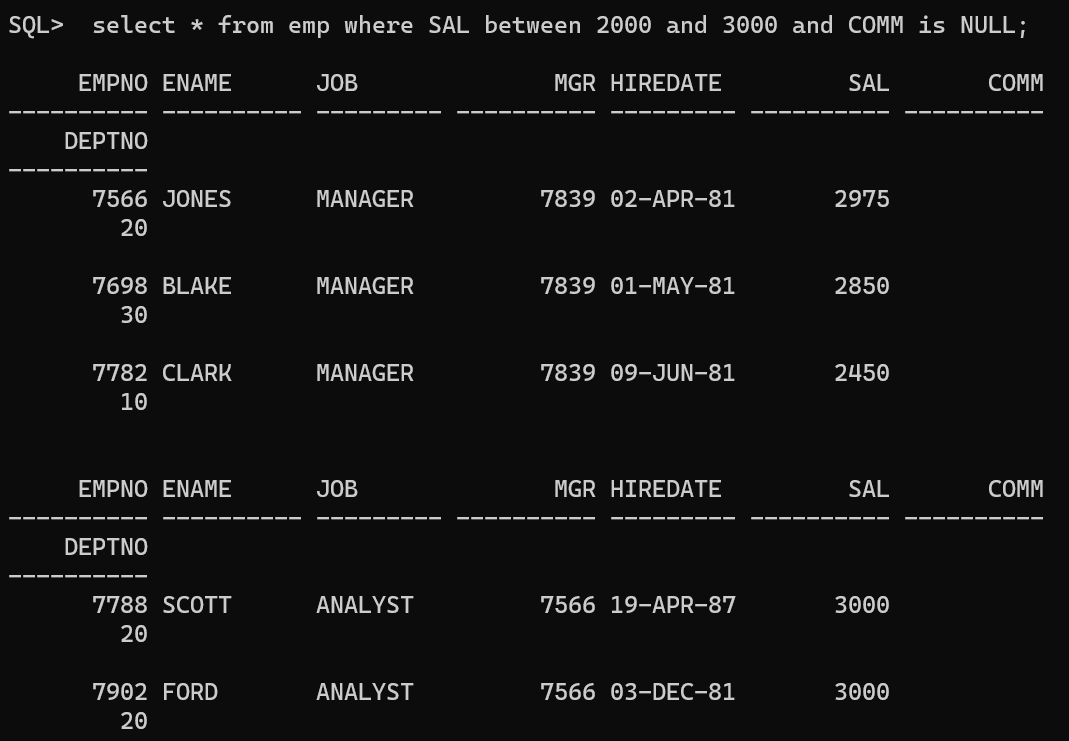 SQL>  select * from emp where SAL between 2000 and 3000 and COMM is NULL;
     EMPNO ENAME      JOB              MGR HIREDATE         SAL       COMM
---------- ---------- --------- ---------- --------- ---------- ----------
    DEPTNO
----------
      7566 JONES      MANAGER         7839 02-APR-81       2975
        20
      7698 BLAKE      MANAGER         7839 01-MAY-81       2850
        30
      7782 CLARK      MANAGER         7839 09-JUN-81       2450
        10
     EMPNO ENAME      JOB              MGR HIREDATE         SAL       COMM
---------- ---------- --------- ---------- --------- ---------- ----------
    DEPTNO
----------
      7788 SCOTT      ANALYST         7566 19-APR-87       3000
        20
      7902 FORD       ANALYST         7566 03-DEC-81       3000
        20